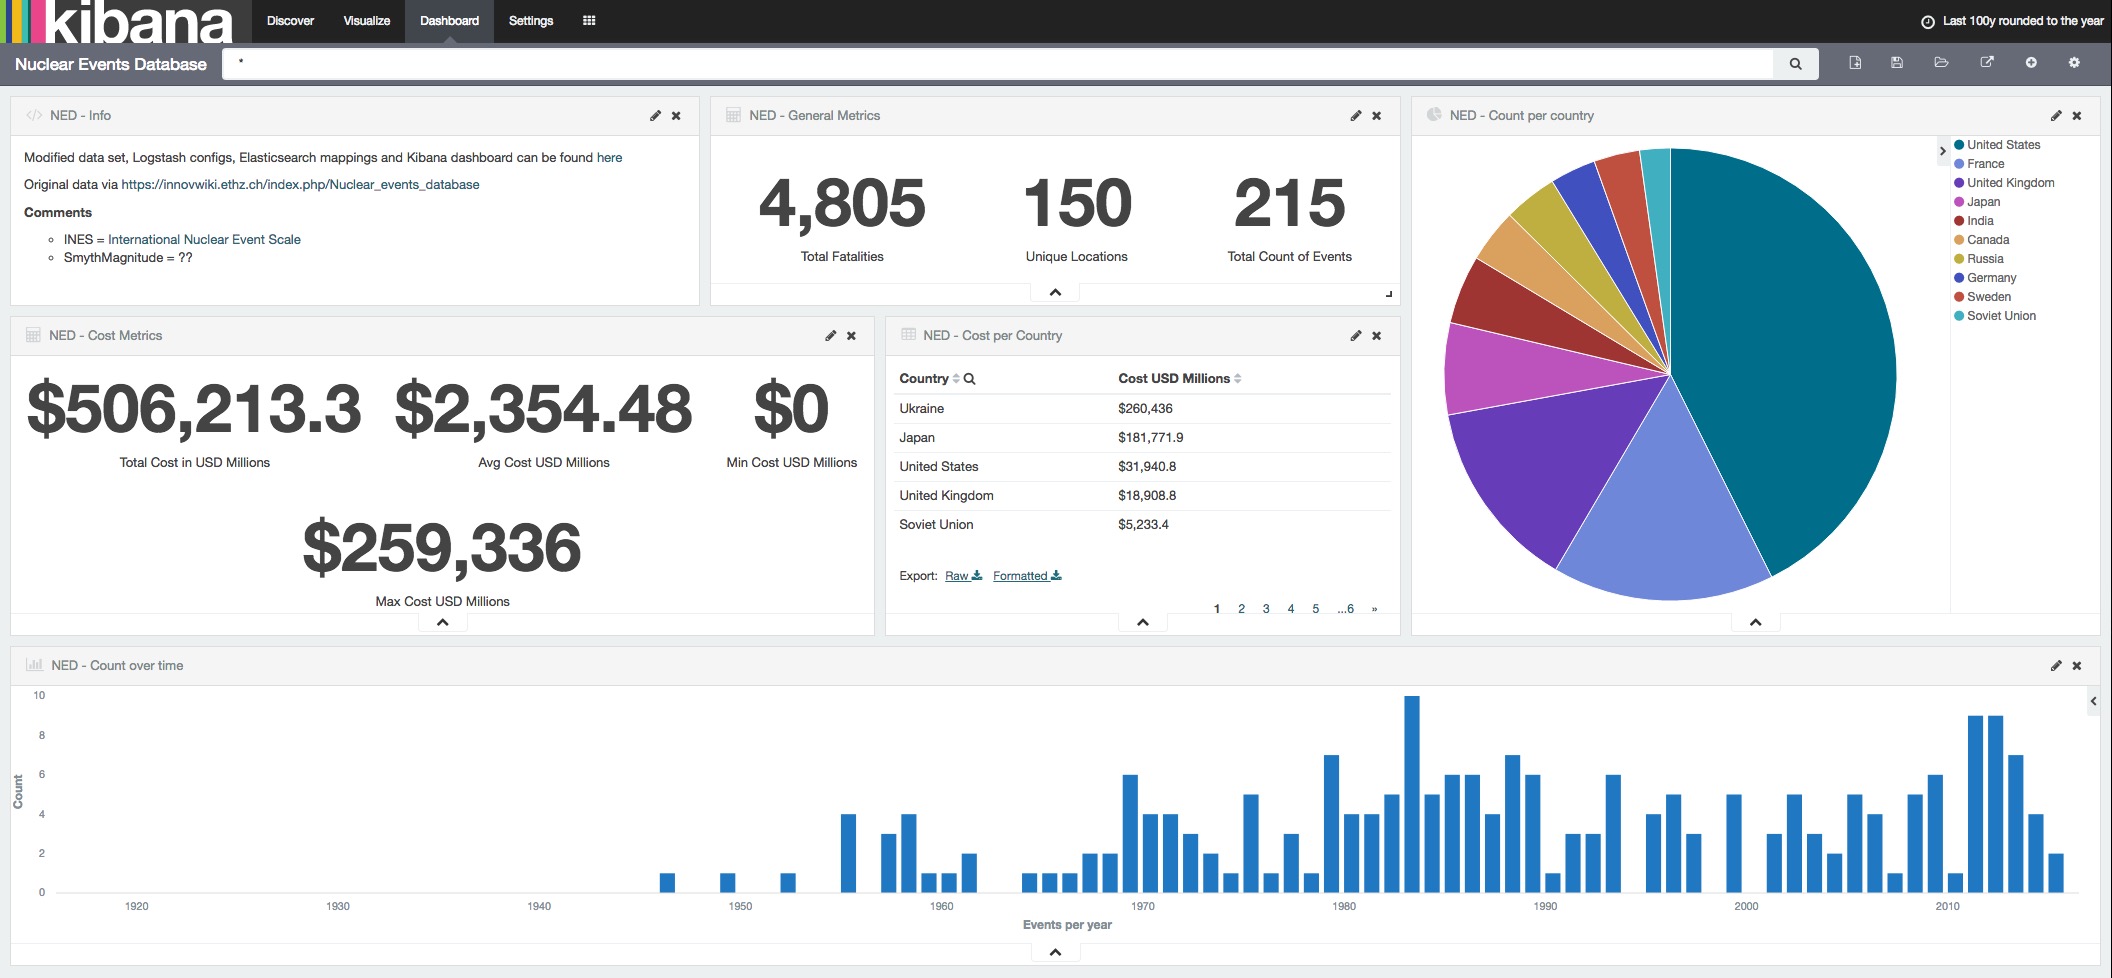 kibana
Discover Visualize Dashboard Settings
Last 100y rounded to the year
Nuclear Events Database *
NED - Info
Modified data set, Logstash configs, Elasticsearch mappings and Kibana dashboard can be found here
Original data via https://innovwiki.ethz.ch/index.php/Nuclear_events_database
Comments
INES = International Nuclear Event Scale
SmythMagnitude = ??
NED - General Metrics
4,805 150 215
Total Fatalities Unique Locations Total Count of Events
NED - Count per country
United States
France
United Kingdom
Japan
India
Canada
Russia
Germany
Sweden
Soviet Union
NED - Cost Metrics
$506,213.3 $2,354.48 $0
Total Cost in USD Millions Avg Cost USD Millions Min Cost USD Millions
$259,336
Max Cost USD Millions
NED - Cost per Country
Country Cost USD Millions
Ukraine $260,436
Japan $181,771.9
United States $31,940.8
United Kingdom $18,908.8
Soviet Union $5,233.4
Export: Raw Formatted
1 2 3 4 5 ...6 »
NED - Count over time
10
8
6
4
2
0
Count
1920 1930 1940 1950 1960 1970 1980 1990 2000 2010
Events per year